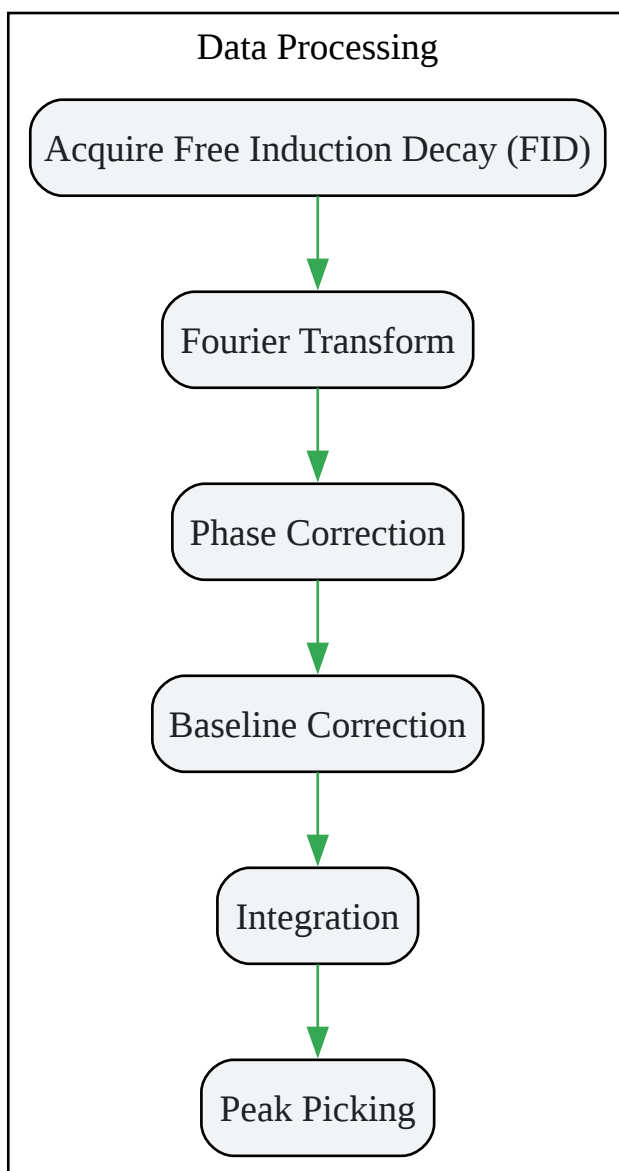 Data Processing
Acquire Free Induction Decay (FID)
Fourier Transform
Phase Correction
Baseline Correction
Integration
Peak Picking